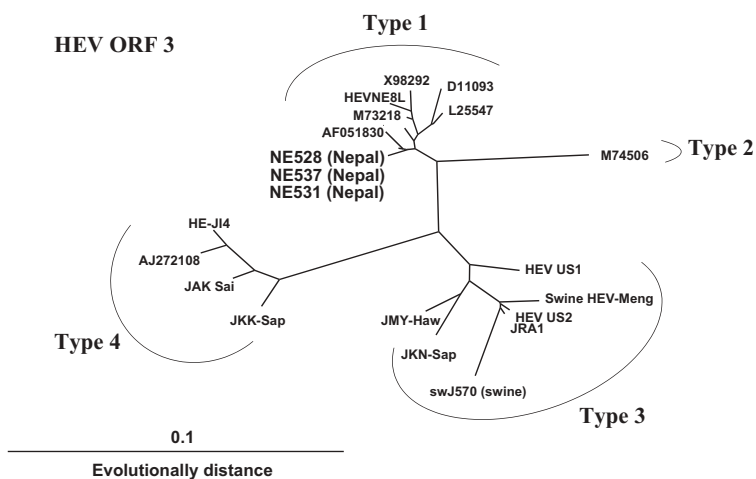 Type 1
HEV ORF 3
X98292
D11093
HEVNE8L
L25547
M73218
AF051830
NE528 (Nepal)
M74506
Type 2
NE537 (Nepal)
NE531 (Nepal)
HE-JI4
AJ272108
HEV US1
JAK Sai
Swine HEV-Meng
JKK-Sap
JMY-Haw
HEV US2
JRA1
Type 4
JKN-Sap
swJ570 (swine)
Type 3
0.1
Evolutionally distance